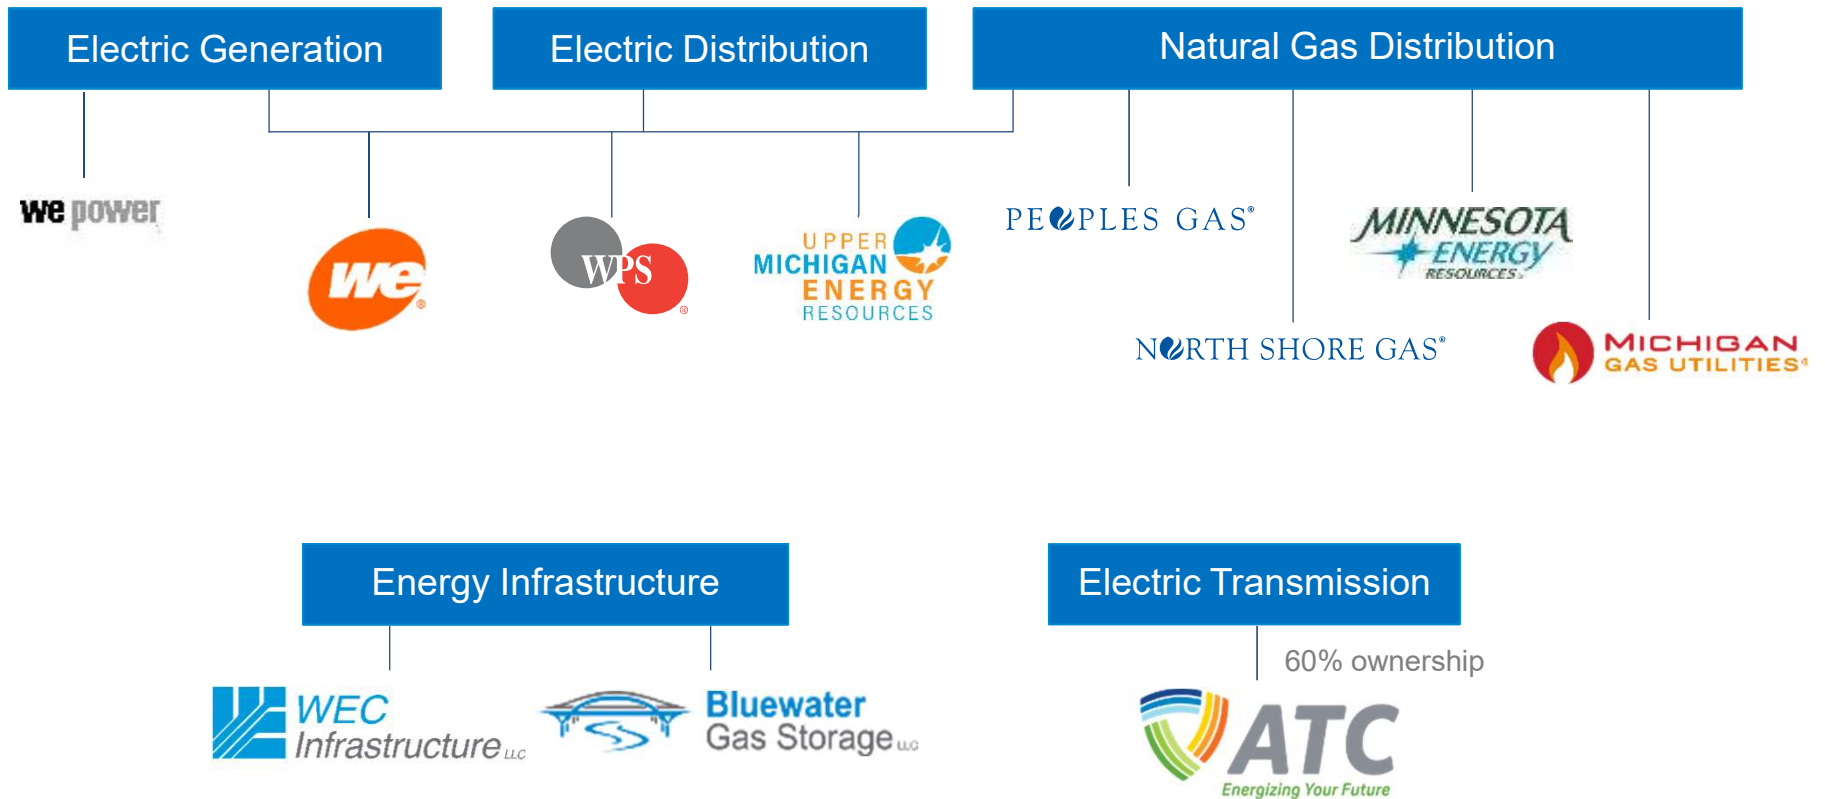 Electric Generation
Electric Distribution
Natural Gas Distribution
we power
we®
WPS®
UPPER
MICHIGAN
ENERGY
RESOURCES
PEOPLES GAS®
MINNESOTA
ENERGY
RESOURCES
NORTH SHORE GAS®
MICHIGAN
GAS UTILITIES
Energy Infrastructure
Electric Transmission
60% ownership
WEC
Infrastructure LLC
Bluewater
Gas Storage LLC
ATC
Energizing Your Future